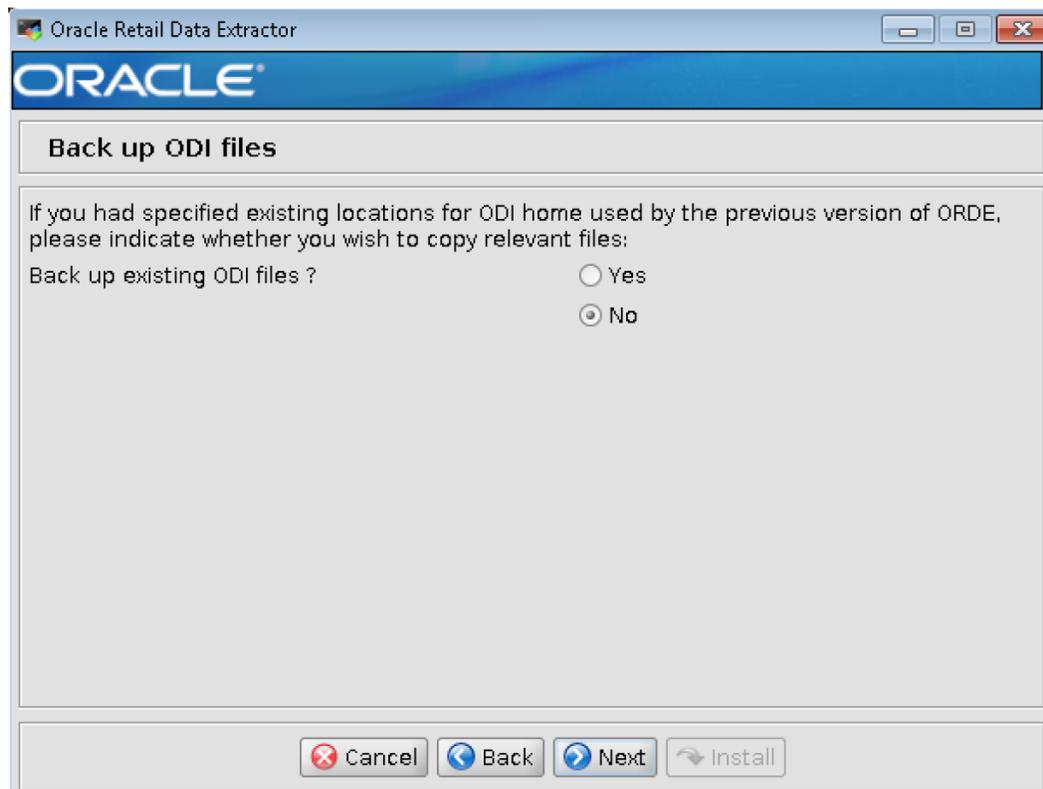 Oracle Retail Data Extractor
ORACLE®
Back up ODI files
If you had specified existing locations for ODI home used by the previous version of ORDE,
please indicate whether you wish to copy relevant files:
Back up existing ODI files ?
Yes
No
Cancel
Back
Next
Install